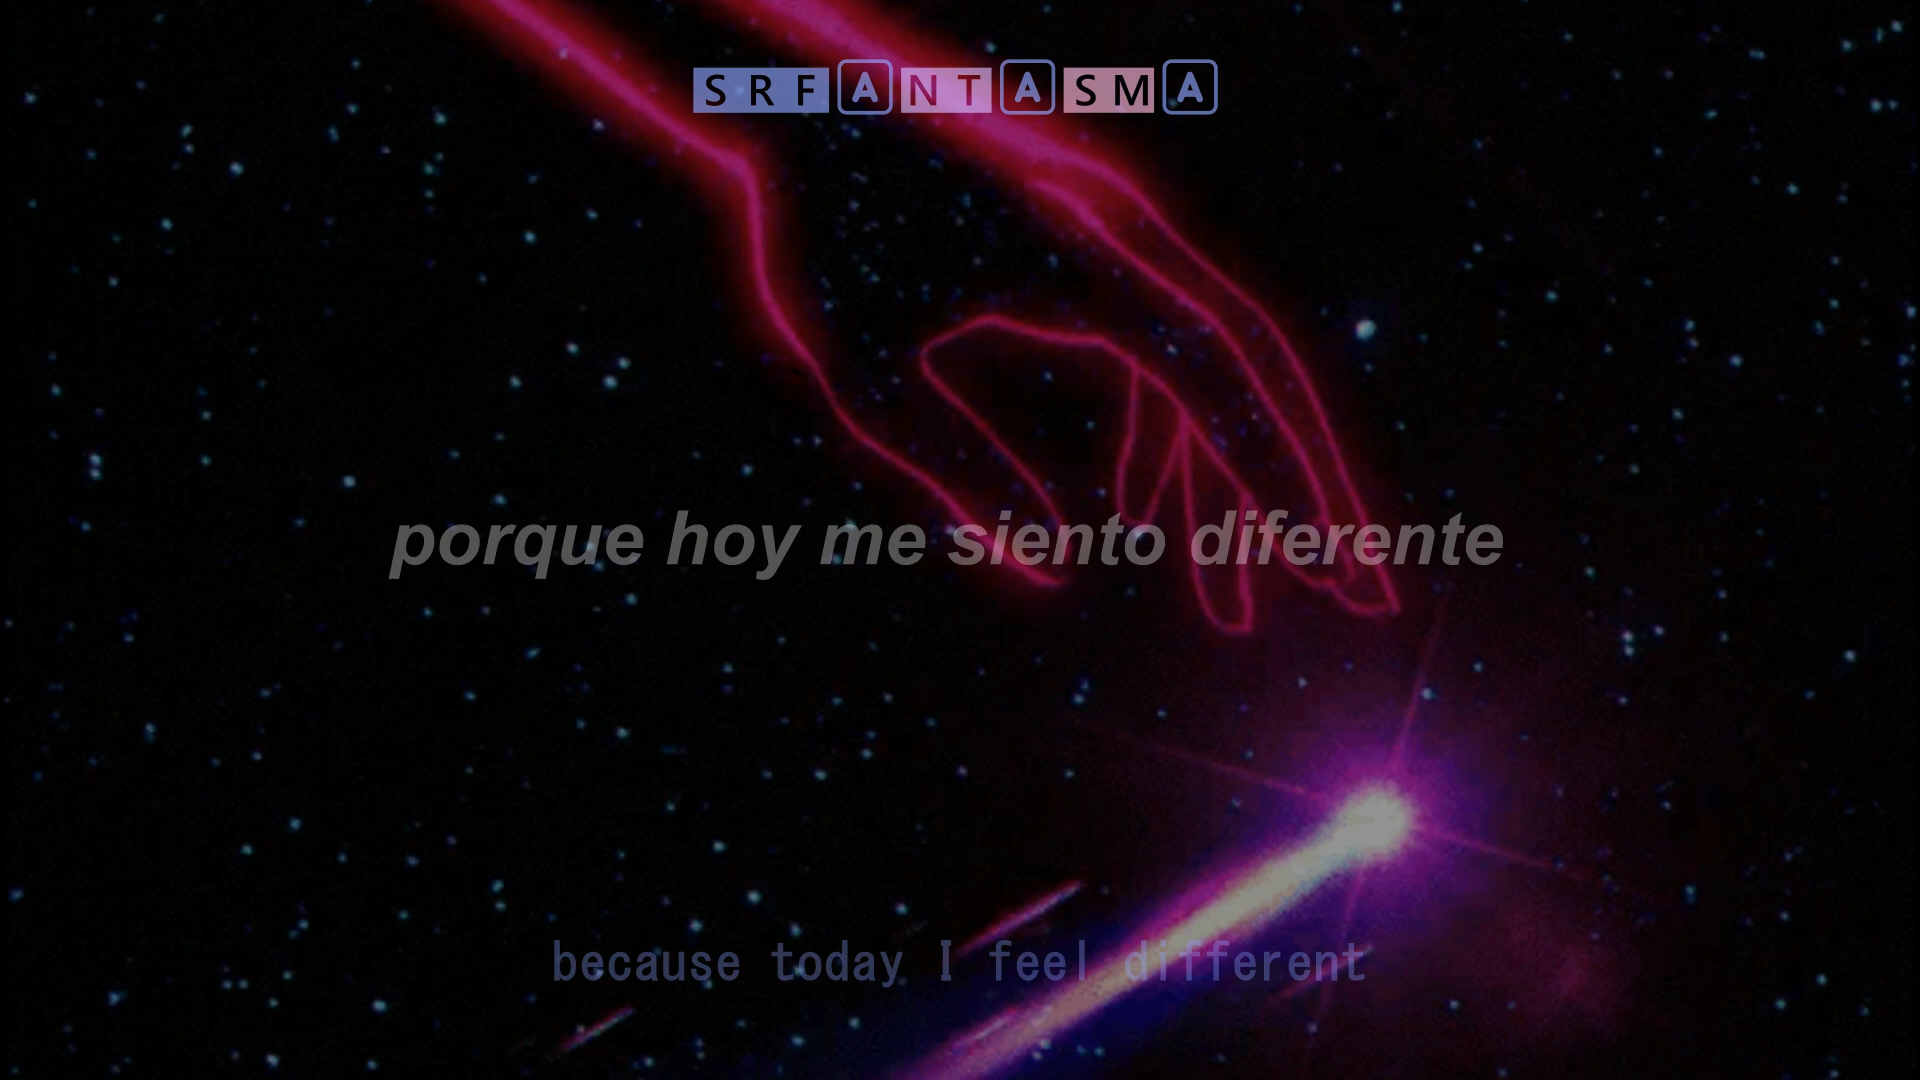 SRFANTASMA
porque hoy me siento diferente
because today I feel different